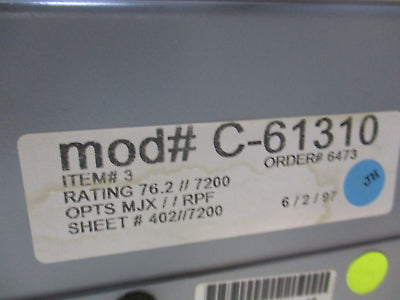 mod# C-61310
ITEM# 3 ORDER# 6473
RATING 76.2 // 7200
OPTS MJX / / RPF
SHEET # 402//7200 6/2/97